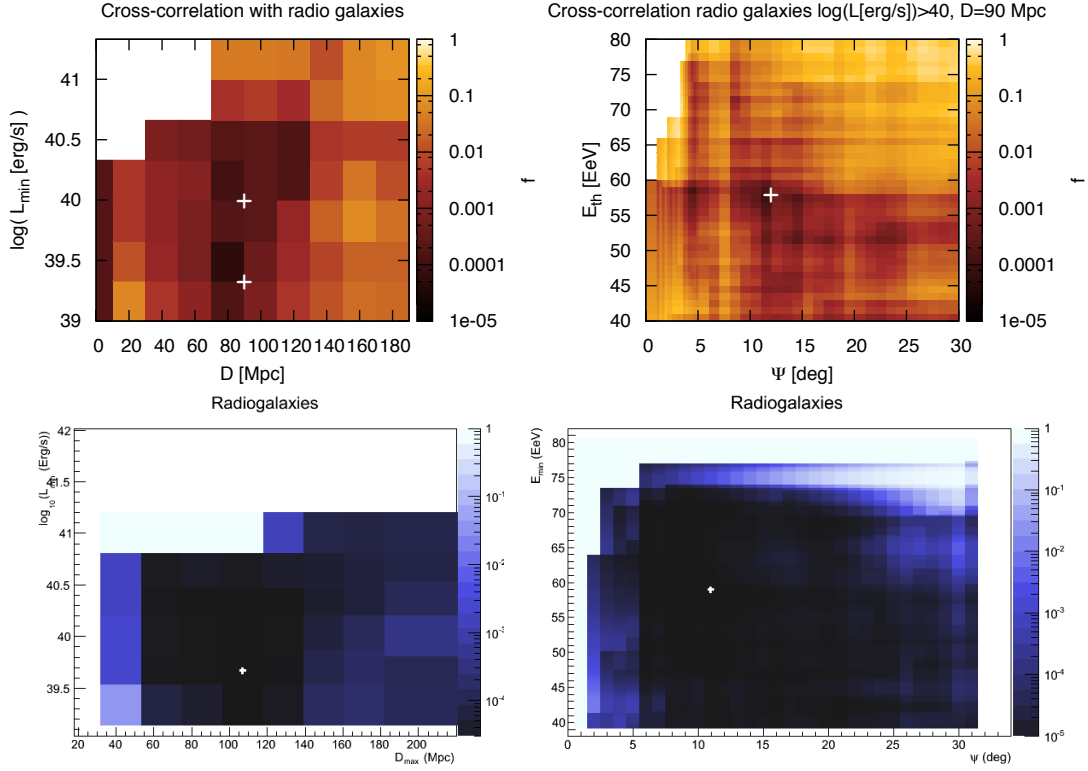 Cross-correlation with radio galaxies
log( L_min [erg/s] )
41
40.5
40
39.5
39
0 20 40 60 80 100 120 140 160 180
D [Mpc]
1
0.1
0.01
0.001
0.0001
1e-05
f
Cross-correlation radio galaxies log(L[erg/s])>40, D=90 Mpc
E_th [EeV]
80
75
70
65
60
55
50
45
40
0 5 10 15 20 25 30
Ψ [deg]
1
0.1
0.01
0.001
0.0001
1e-05
f
Radiogalaxies
(Erg/s))
log_10 (L
42
41.5
41
40.5
40
39.5
20 40 60 80 100 120 140 160 180 200
D_max (Mpc)
1
10^-1
10^-2
10^-3
10^-4
Radiogalaxies
E_min (EeV)
80
75
70
65
60
55
50
45
40
0 5 10 15 20 25 30
ψ (deg)
1
10^-1
10^-2
10^-3
10^-4
10^-5